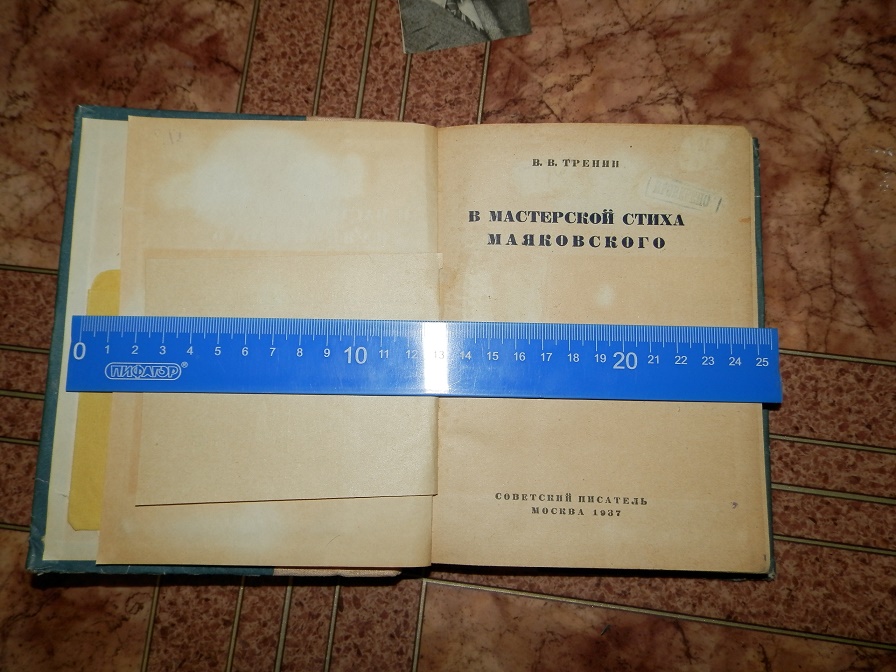 В. В. ТРЕНИН
В МАСТЕРСКОЙ СТИХА
МАЯКОВСКОГО
0 1 2 3 4 5 6 7 8 9 10 11 12 13 14 15 16 17 18 19 20 21 22 23 24 25
ПИФАГОР®
СОВЕТСКИЙ ПИСАТЕЛЬ
МОСКВА 1937